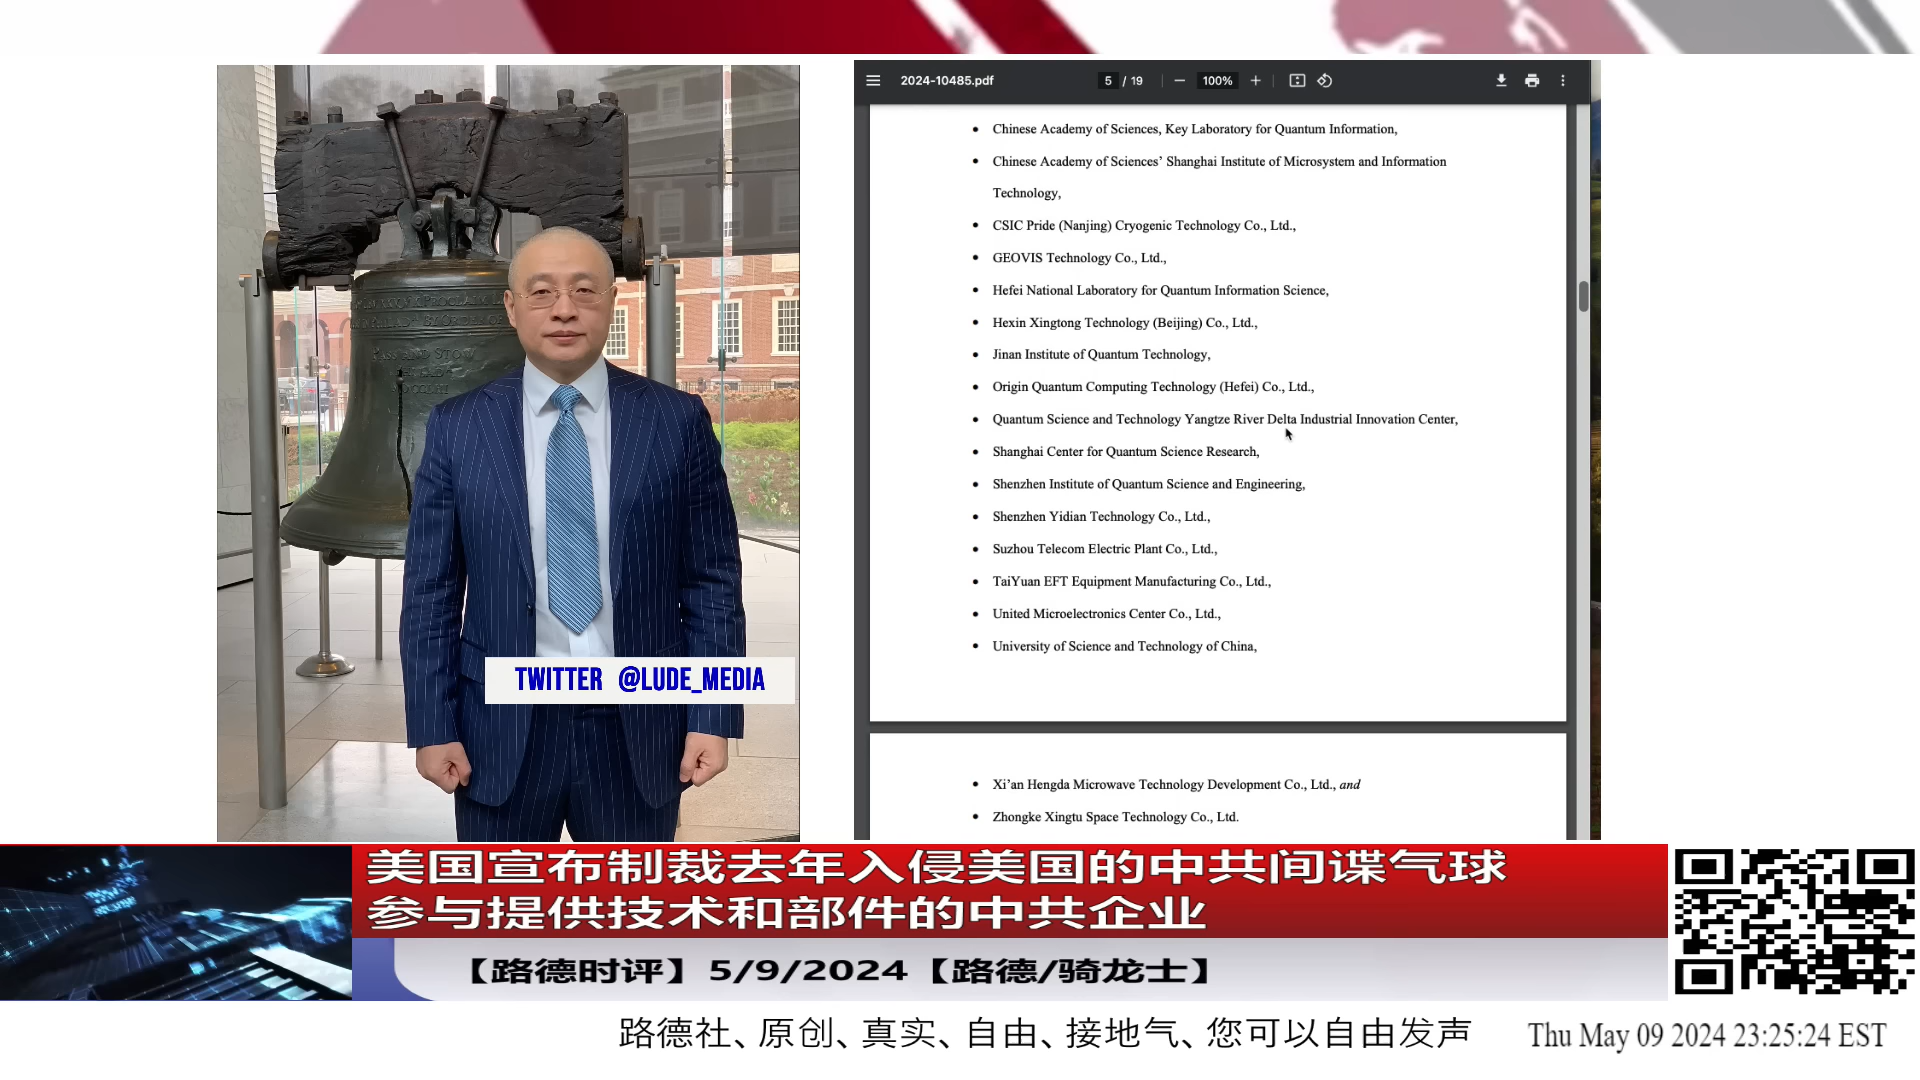 2024-10485.pdf
5 / 19
100%
• Chinese Academy of Sciences, Key Laboratory for Quantum Information,
• Chinese Academy of Sciences’ Shanghai Institute of Microsystem and Information
Technology,
• CSIC Pride (Nanjing) Cryogenic Technology Co., Ltd.,
• GEOVIS Technology Co., Ltd.,
• Hefei National Laboratory for Quantum Information Science,
• Hexin Xingtong Technology (Beijing) Co., Ltd.,
• Jinan Institute of Quantum Technology,
• Origin Quantum Computing Technology (Hefei) Co., Ltd.,
• Quantum Science and Technology Yangtze River Delta Industrial Innovation Center,
• Shanghai Center for Quantum Science Research,
• Shenzhen Institute of Quantum Science and Engineering,
• Shenzhen Yidian Technology Co., Ltd.,
• Suzhou Telecom Electric Plant Co., Ltd.,
• TaiYuan EFT Equipment Manufacturing Co., Ltd.,
• United Microelectronics Center Co., Ltd.,
• University of Science and Technology of China,
• Xi’an Hengda Microwave Technology Development Co., Ltd., and
• Zhongke Xingtu Space Technology Co., Ltd.
PASS AND STOW
TWITTER @LUDE_MEDIA
美国宣布制裁去年入侵美国的中共间谍气球
参与提供技术和部件的中共企业
【路德时评】5/9/2024【路德/骑龙士】
路德社、原创、真实、自由、接地气、您可以自由发声
Thu May 09 2024 23:25:24 EST